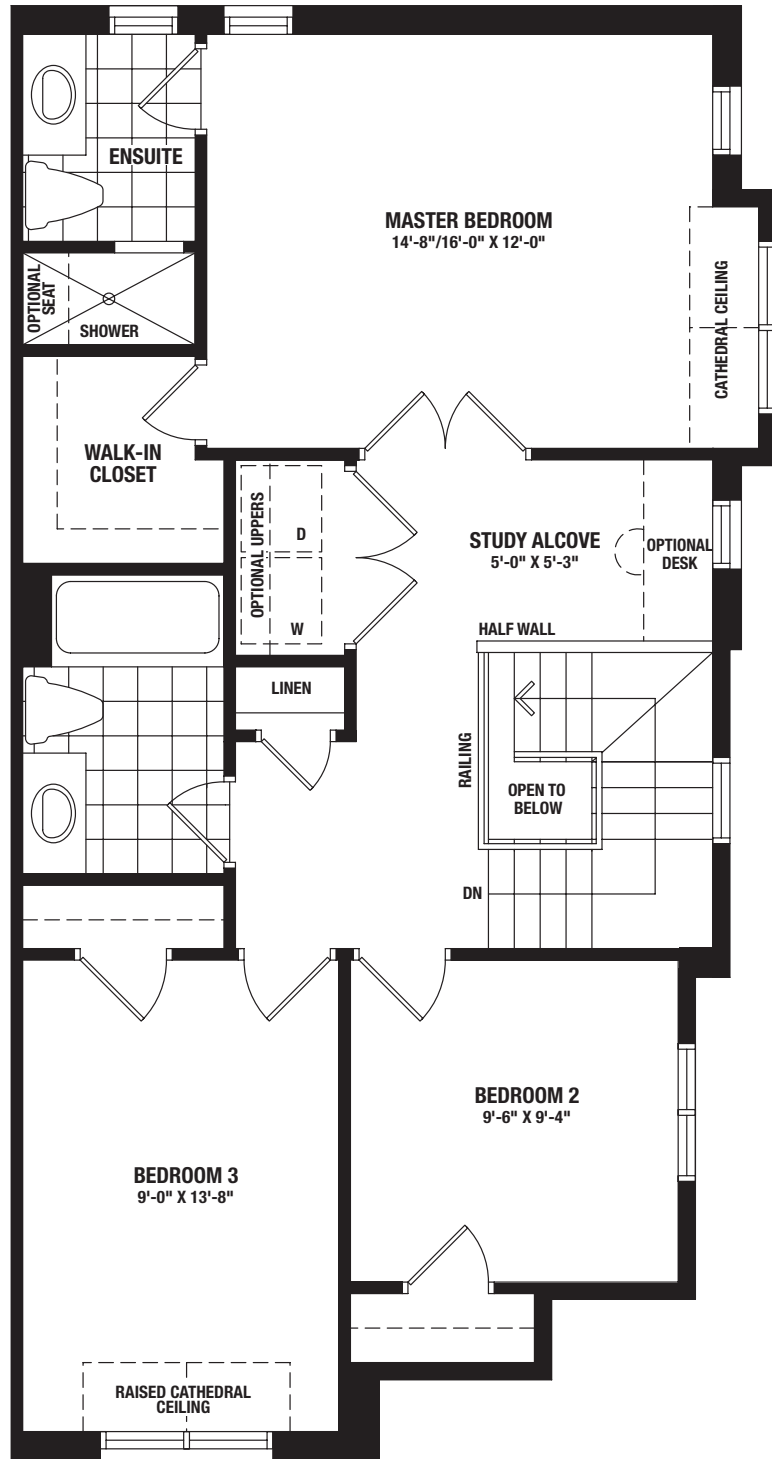 ENSUITE
MASTER BEDROOM
14'-8"/16'-0" X 12'-0"
CATHEDRAL CEILING
OPTIONAL
SEAT
SHOWER
WALK-IN
CLOSET
OPTIONAL UPPERS
D
W
STUDY ALCOVE
5'-0" X 5'-3"
OPTIONAL
DESK
HALF WALL
LINEN
RAILING
OPEN TO
BELOW
DN
BEDROOM 2
9'-6" X 9'-4"
BEDROOM 3
9'-0" X 13'-8"
RAISED CATHEDRAL
CEILING